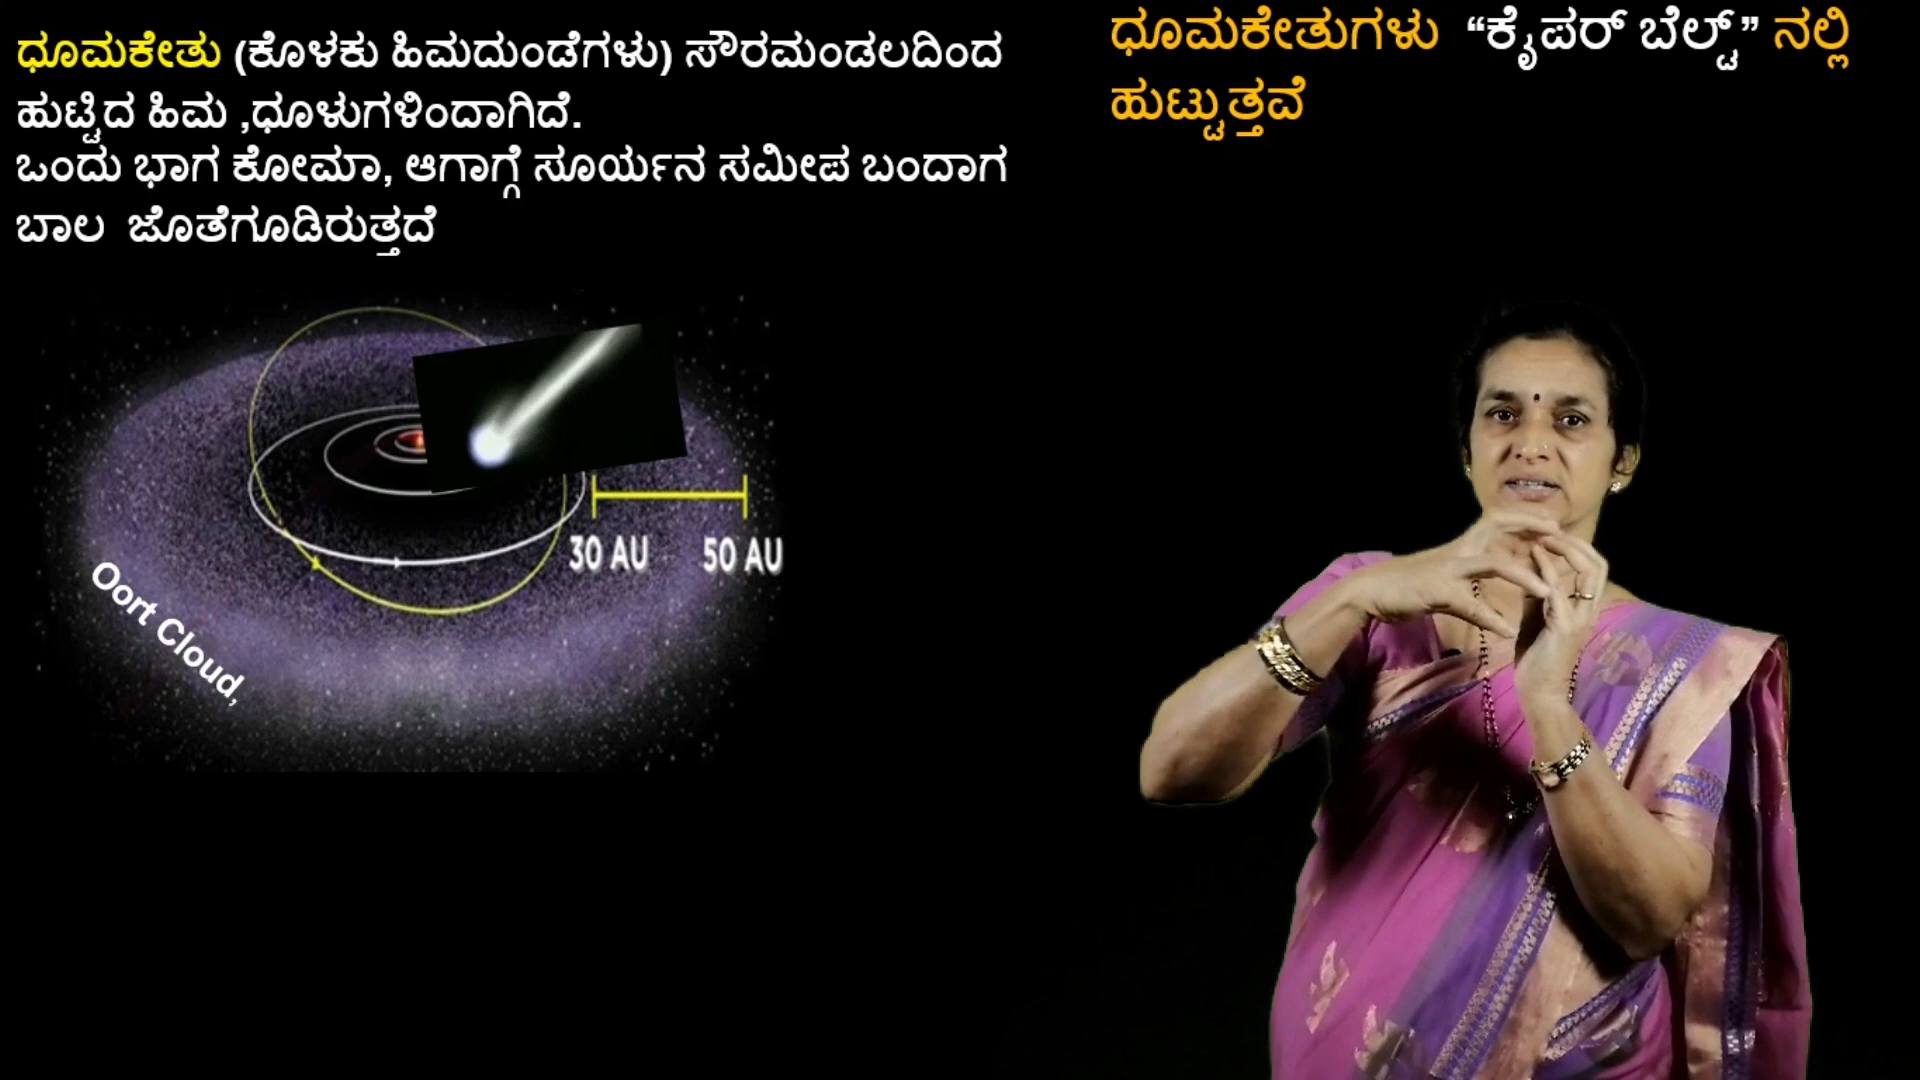 ಧೂಮಕೇತು (ಕೊಳಕು ಹಿಮದುಂಡೆಗಳು) ಸೌರಮಂಡಲದಿಂದ
ಹುಟ್ಟಿದ ಹಿಮ ,ಧೂಳುಗಳಿಂದಾಗಿದೆ.
ಒಂದು ಭಾಗ ಕೋಮಾ, ಆಗಾಗ್ಗೆ ಸೂರ್ಯನ ಸಮೀಪ ಬಂದಾಗ
ಬಾಲ ಜೊತೆಗೂಡಿರುತ್ತದೆ
ಧೂಮಕೇತುಗಳು “ಕೈಪರ್ ಬೆಲ್ಟ್” ನಲ್ಲಿ
ಹುಟ್ಟುತ್ತವೆ
30 AU 50 AU
Oort Cloud,